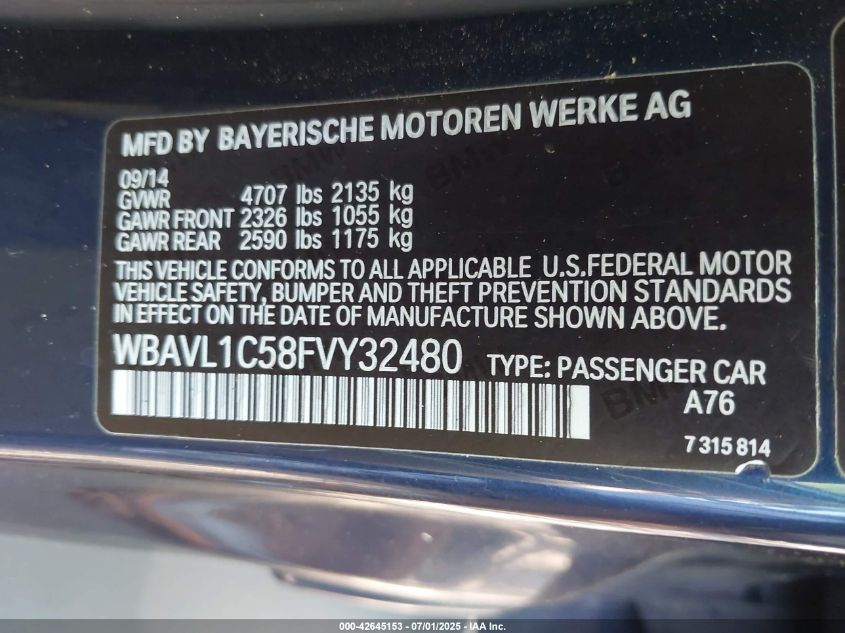 MFD BY BAYERISCHE MOTOREN WERKE AG
09/14
GVWR 4707 lbs 2135 kg
GAWR FRONT 2326 lbs 1055 kg
GAWR REAR 2590 lbs 1175 kg
THIS VEHICLE CONFORMS TO ALL APPLICABLE U.S.FEDERAL MOTOR
VEHICLE SAFETY, BUMPER AND THEFT PREVENTION STANDARDS
IN EFFECT ON THE DATE OF MANUFACTURE SHOWN ABOVE.
WBAVL1C58FVY32480 TYPE: PASSENGER CAR
A76
7 315 814
000-42645153 - 07/01/2025 - IAAI.COM